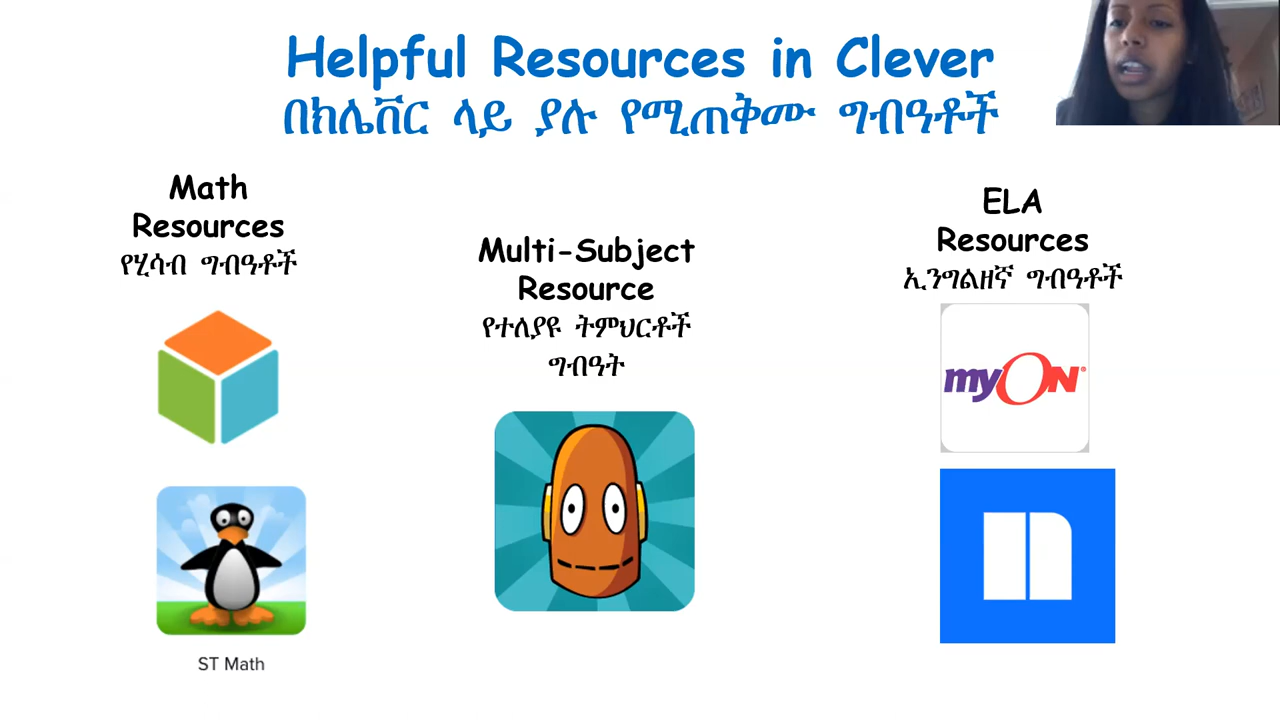 Helpful Resources in Clever
በክሌቨር ላይ ያሉ የሚጠቅሙ ግብዓቶች
Math
Resources
የሂሳብ ግብዓቶች
ST Math
Multi-Subject
Resource
የተለያዩ ትምህርቶች
ግብዓት
ELA
Resources
ኢንግልዘኛ ግብዓቶች
myON®